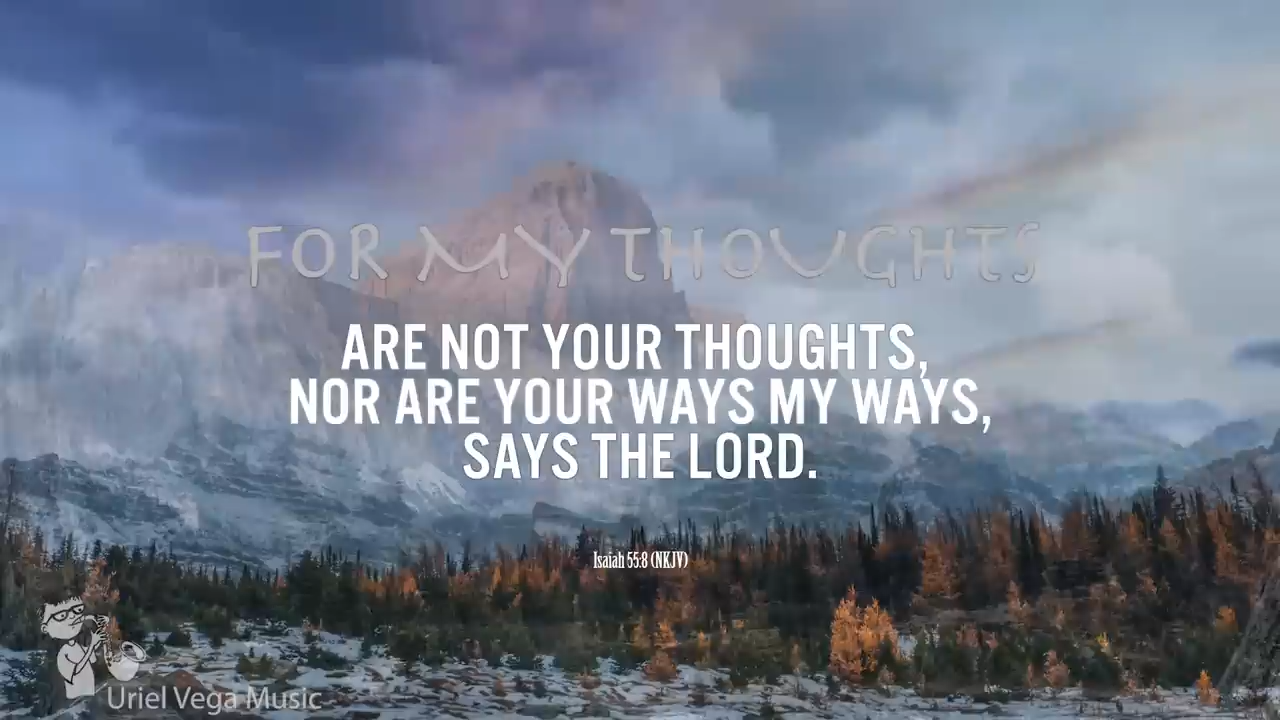 FOR MY THOUGHTS
ARE NOT YOUR THOUGHTS,
NOR ARE YOUR WAYS MY WAYS,
SAYS THE LORD.
Isaiah 55:8 (NKJV)
Uriel Vega Music